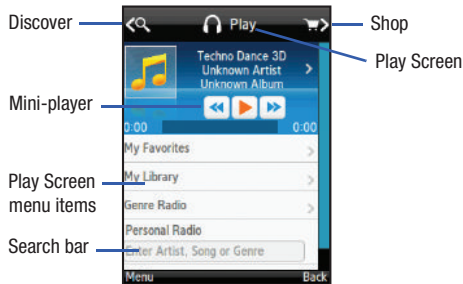 Discover
Play
Shop
Play Screen
Techno Dance 3D
Unknown Artist
Unknown Album
Mini-player
0:00
0:00
My Favorites
My Library
Play Screen
menu items
Genre Radio
Personal Radio
Search bar
Enter Artist, Song or Genre
Menu
Back